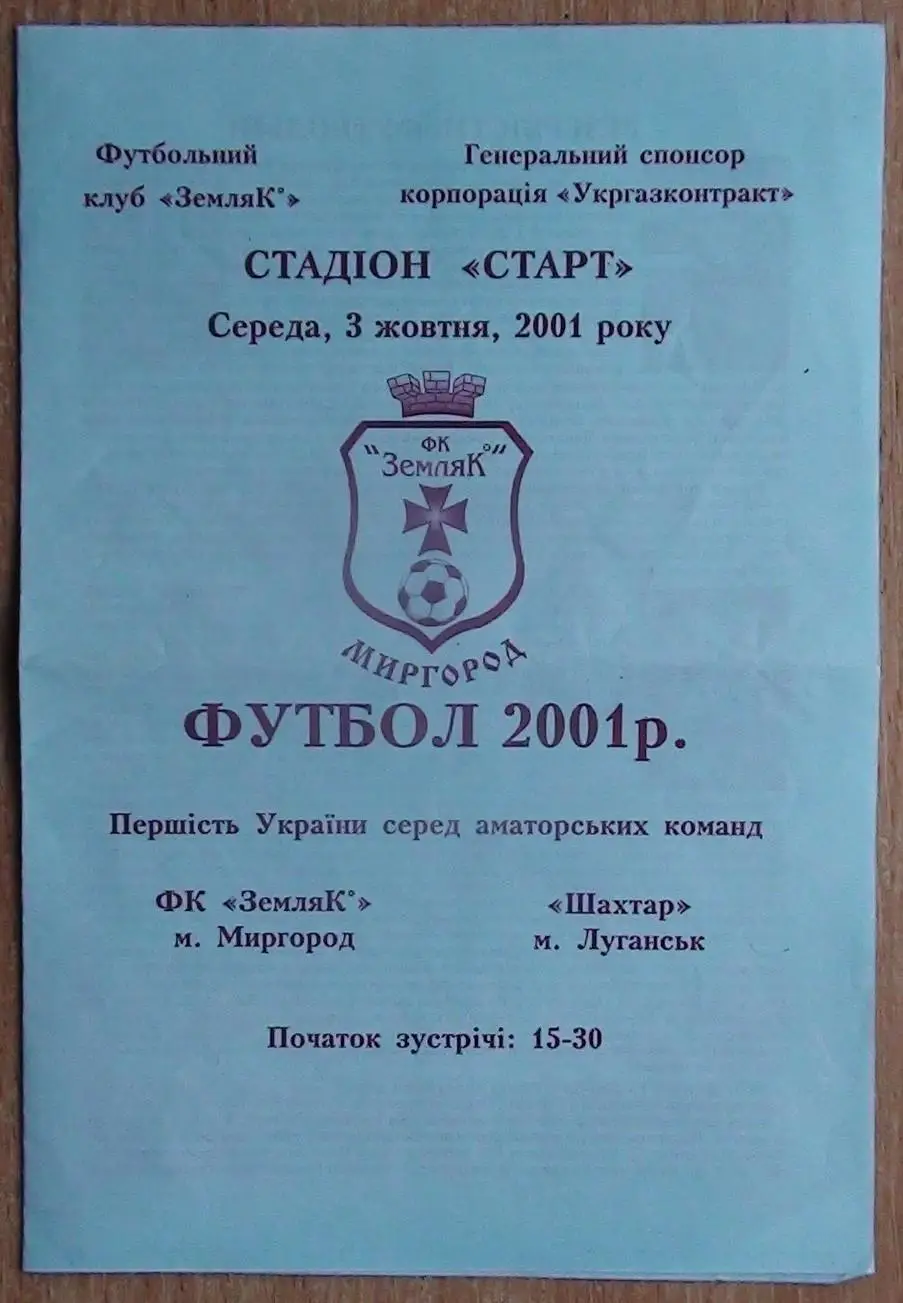 Футбольний
клуб «ЗемляК°»
Генеральний спонсор
корпорація «Укргазконтракт»
СТАДІОН «СТАРТ»
Середа, 3 жовтня, 2001 року
ФК
"ЗемляК°"
МИРГОРОД
ФУТБОЛ 2001р.
Першість України серед аматорських команд
ФК «ЗемляК°»
м. Миргород
«Шахтар»
м. Луганськ
Початок зустрічі: 15-30